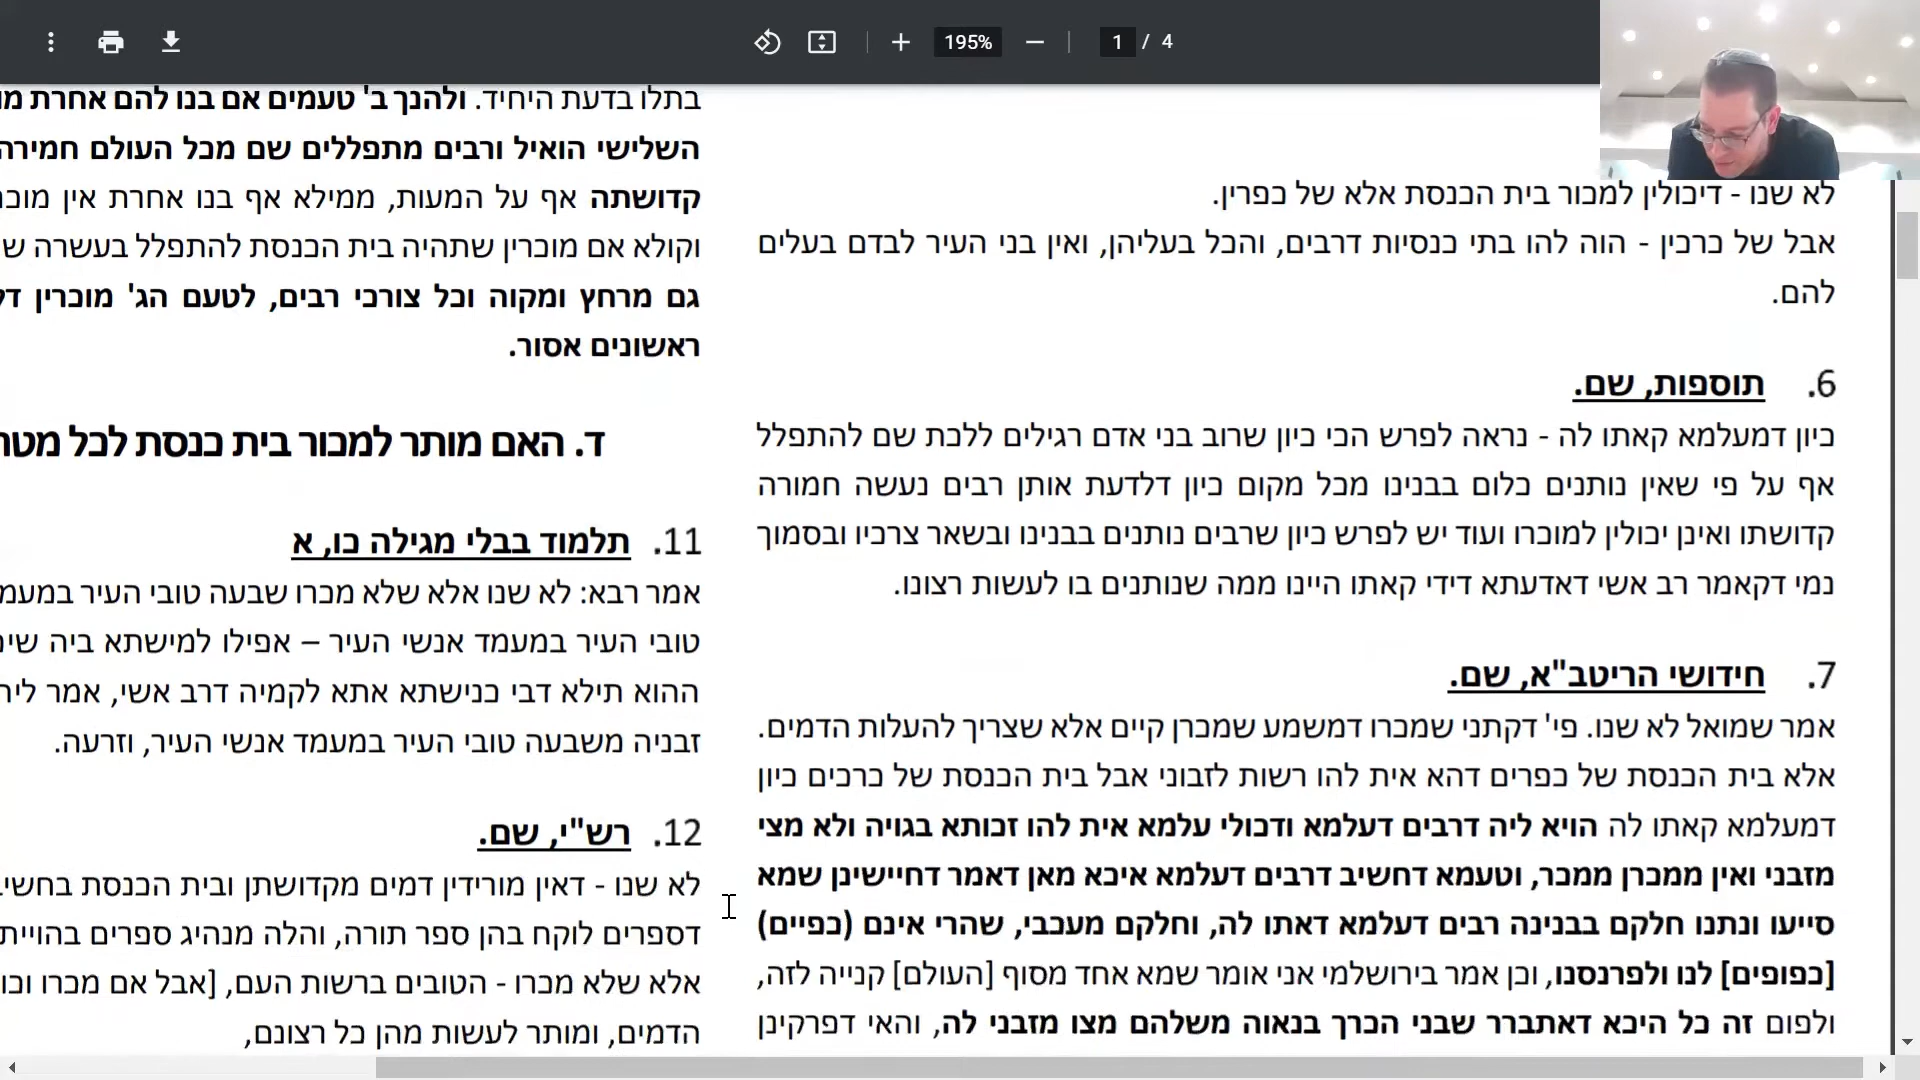 195%
1 / 4
לא שנו - דיכולין למכור בית הכנסת אלא של כפרין.
אבל של כרכין - הוה להו בתי כנסיות דרבים, והכל בעליהן, ואין בני העיר לבדם בעלים
להם.
6. תוספות, שם.
כיון דמעלמא קאתו לה - נראה לפרש הכי כיון שרוב בני אדם רגילים ללכת שם להתפלל
אף על פי שאין נותנים כלום בבנינו מכל מקום כיון דלדעת אותן רבים נעשה חמורה
קדושתו ואינן יכולין למוכרו ועוד יש לפרש כיון שרבים נותנים בבנינו ובשאר צרכיו ובסמוך
נמי דקאמר רב אשי דאדעתא דידי קאתו היינו ממה שנותנים בו לעשות רצונו.
7. חידושי הריטב"א, שם.
אמר שמואל לא שנו. פי' דקתני שמכרו דמשמע שמכרן קיים אלא שצריך להעלות הדמים.
אלא בית הכנסת של כפרים דהא אית להו רשות לזבוני אבל בית הכנסת של כרכים כיון
דמעלמא קאתו לה הויא ליה דרבים דעלמא ודכולי עלמא אית להו זכותא בגויה ולא מצי
מזבני ואין ממכרן ממכר, וטעמא דחשיב דרבים דעלמא איכא מאן דאמר דחיישינן שמא
סייעו ונתנו חלקם בבנינה רבים דעלמא דאתו לה, וחלקם מעכבי, שהרי אינם (כפיים)
[כפופים] לנו ולפרנסנו, וכן אמר בירושלמי אני אומר שמא אחד מסוף [העולם] קנייה לזה,
ולפום זה כל היכא דאתברר שבני הכרך בנאוה משלהם מצו מזבני לה, והאי דפרקינן
בתלו בדעת היחיד. ולהנך ב' טעמים אם בנו להם אחרת
השלישי הואיל ורבים מתפללים שם מכל העולם חמירה
קדושתה אף על המעות, ממילא אף בנו אחרת אין
וקולא אם מוכרין שתהיה בית הכנסת להתפלל בעשרה
גם מרחץ ומקוה וכל צורכי רבים, לטעם הג' מוכרין
ראשונים אסור.
ד. האם מותר למכור בית כנסת לכל
11. תלמוד בבלי מגילה כו, א
אמר רבא: לא שנו אלא שלא מכרו שבעה טובי העיר
טובי העיר במעמד אנשי העיר – אפילו למישתא ביה
ההוא תילא דבי כנישתא אתא לקמיה דרב אשי, אמר
זבניה משבעה טובי העיר במעמד אנשי העיר, וזרעה.
12. רש"י, שם.
לא שנו - דאין מורידין דמים מקדושתן ובית הכנסת
דספרים לוקח בהן ספר תורה, והלה מנהיג ספרים בהויית
אלא שלא מכרו - הטובים ברשות העם, [אבל אם מכרו
הדמים, ומותר לעשות מהן כל רצונם,